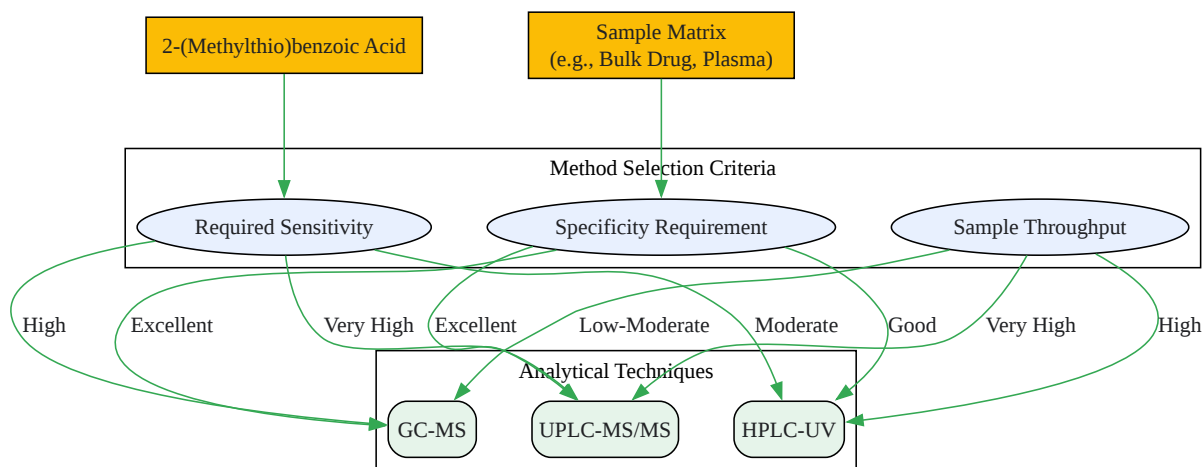 2-(Methylthio)benzoic Acid
Sample Matrix
(e.g., Bulk Drug, Plasma)
Method Selection Criteria
Required Sensitivity
Specificity Requirement
Sample Throughput
High
Excellent
Very High
Excellent
Low-Moderate
Moderate
Good
Very High
High
Analytical Techniques
GC-MS
UPLC-MS/MS
HPLC-UV